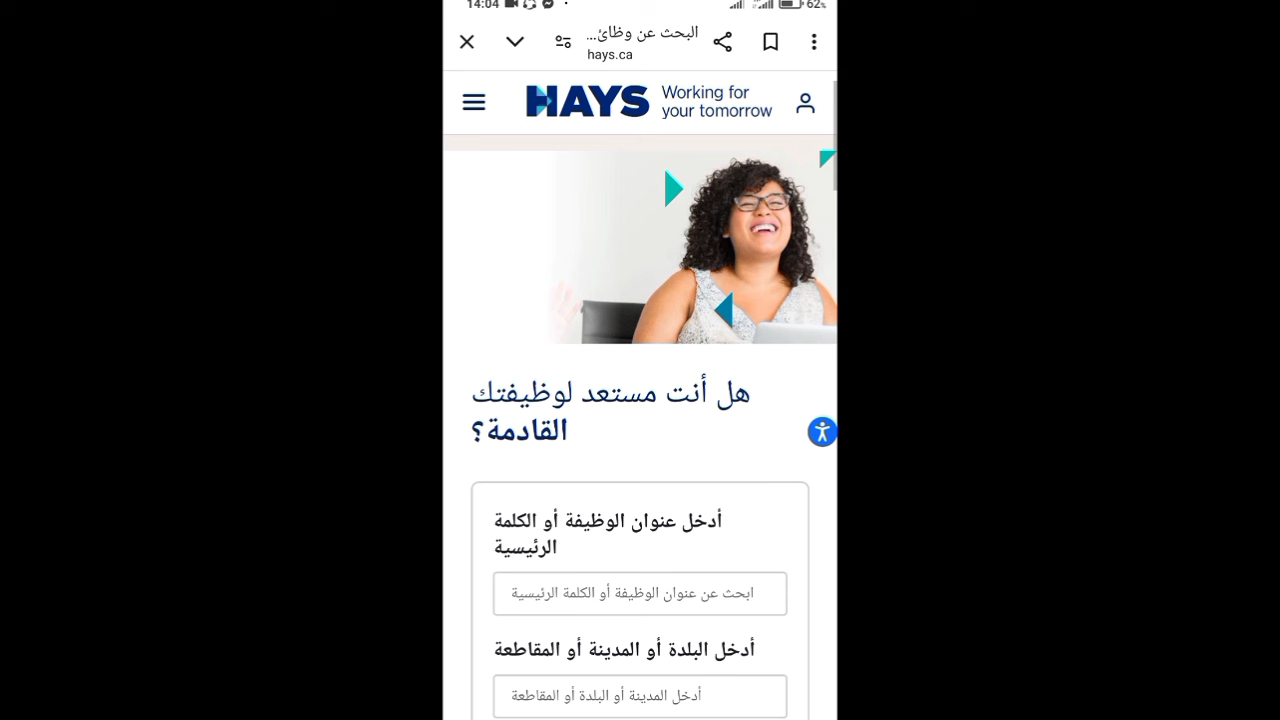 14:04
62%
البحث عن وظائ...
hays.ca
HAYS
Working for
your tomorrow
هل أنت مستعد لوظيفتك
القادمة؟
أدخل عنوان الوظيفة أو الكلمة
الرئيسية
ابحث عن عنوان الوظيفة أو الكلمة الرئيسية
أدخل البلدة أو المدينة أو المقاطعة
أدخل المدينة أو البلدة أو المقاطعة